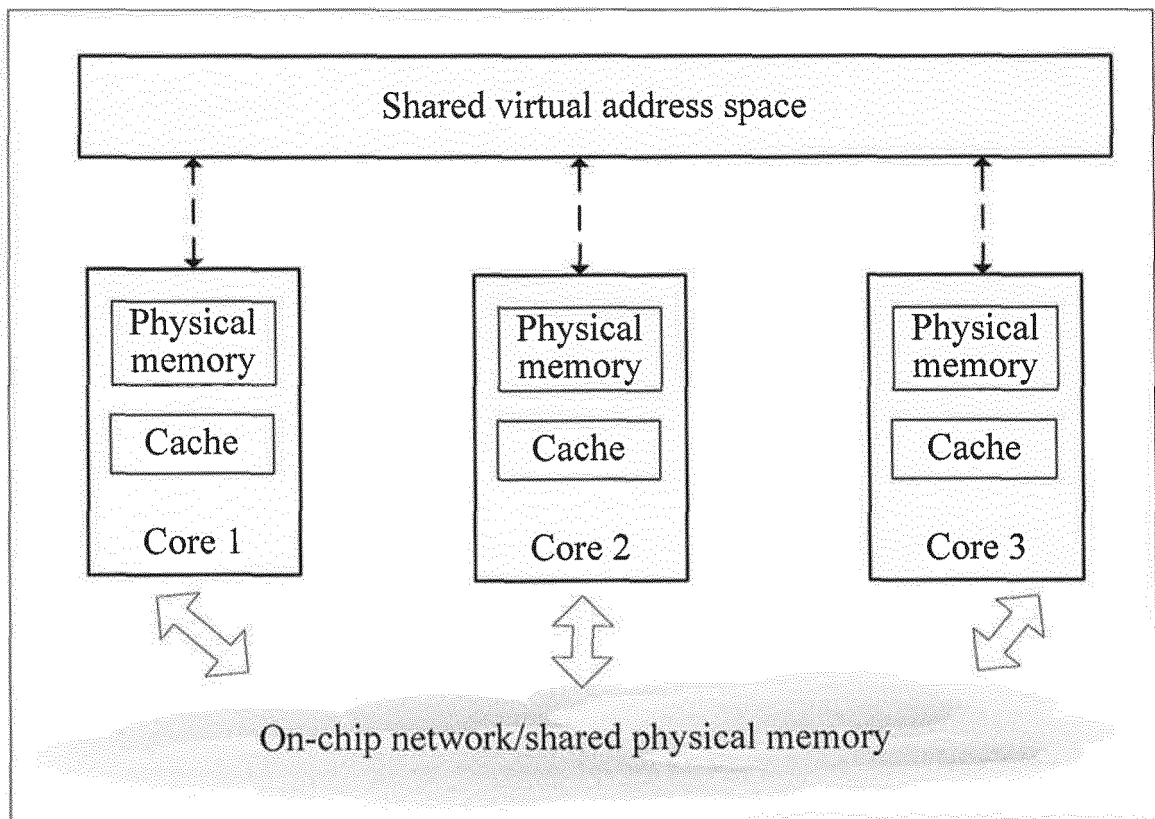 Shared virtual address space
Physical
memory
Cache
Core 1
Physical
memory
Cache
Core 2
Physical
memory
Cache
Core 3
On-chip network/shared physical memory